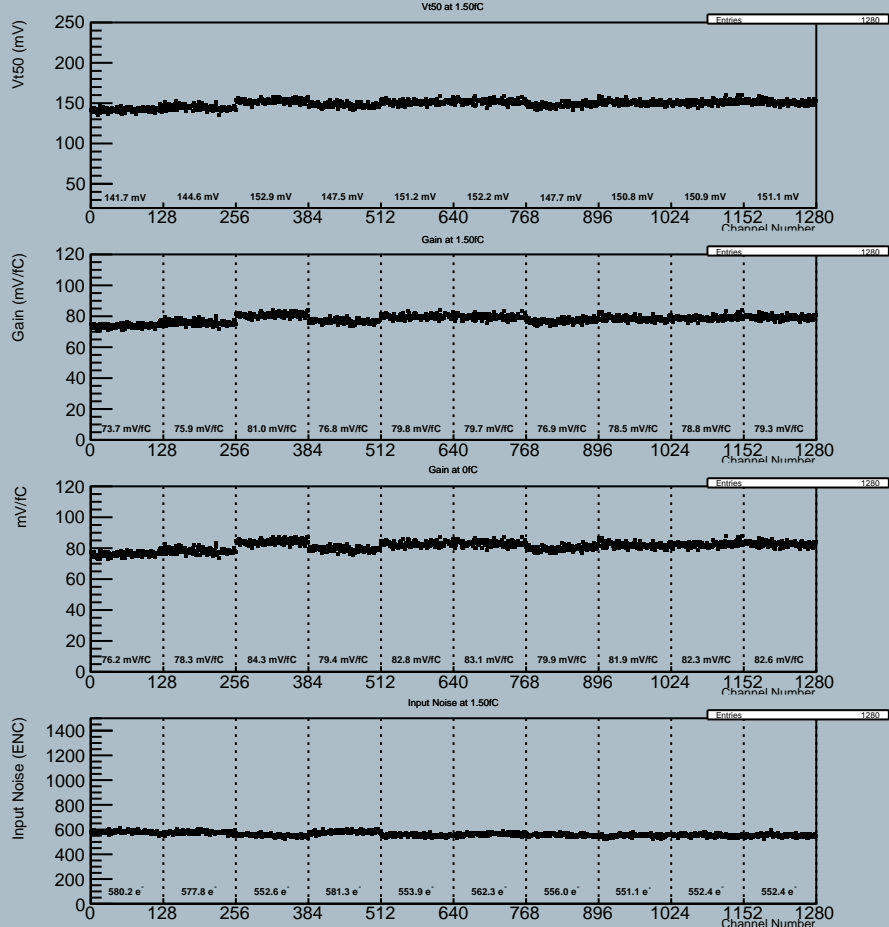 Vt50 at 1.50fC
Entries 1280
Vt50 (mV)
250
200
150
100
50
141.7 mV 144.6 mV 152.9 mV 147.5 mV 151.2 mV 152.2 mV 147.7 mV 150.8 mV 150.9 mV 151.1 mV
0 128 256 384 512 640 768 896 1024 1152 1280
Channel Number
Gain at 1.50fC
Entries 1280
Gain (mV/fC)
120
100
80
60
40
20
0
73.7 mV/fC 75.9 mV/fC 81.0 mV/fC 76.8 mV/fC 79.8 mV/fC 79.7 mV/fC 76.9 mV/fC 78.5 mV/fC 78.8 mV/fC 79.3 mV/fC
0 128 256 384 512 640 768 896 1024 1152 1280
Channel Number
Gain at 0fC
Entries 1280
mV/fC
120
100
80
60
40
20
0
76.2 mV/fC 78.3 mV/fC 84.3 mV/fC 79.4 mV/fC 82.8 mV/fC 83.1 mV/fC 79.9 mV/fC 81.9 mV/fC 82.3 mV/fC 82.6 mV/fC
0 128 256 384 512 640 768 896 1024 1152 1280
Channel Number
Input Noise at 1.50fC
Entries 1280
Input Noise (ENC)
1400
1200
1000
800
600
400
200
0
580.2 e⁻ 577.8 e⁻ 552.6 e⁻ 581.3 e⁻ 553.9 e⁻ 562.3 e⁻ 556.0 e⁻ 551.1 e⁻ 552.4 e⁻ 552.4 e⁻
0 128 256 384 512 640 768 896 1024 1152 1280
Channel Number